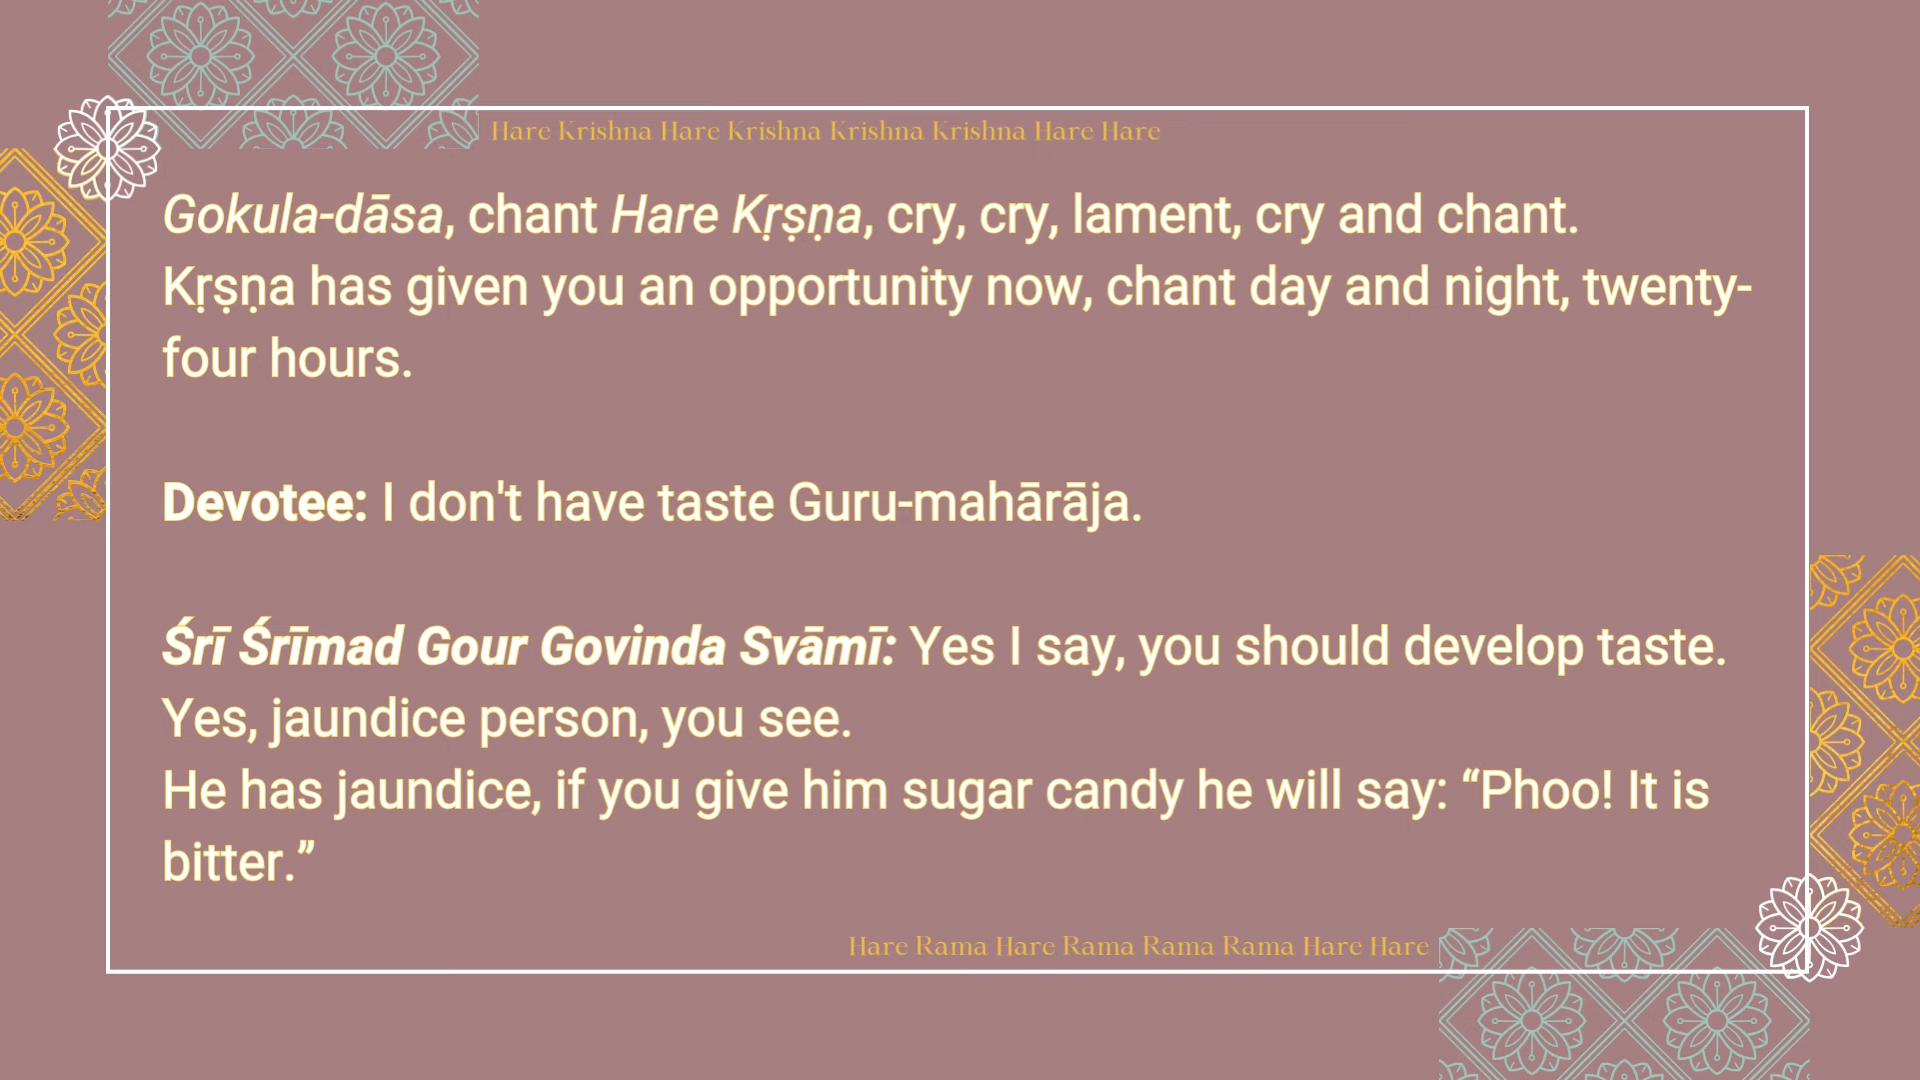 Hare Krishna Hare Krishna Krishna Krishna Hare Hare
Gokula-dāsa, chant Hare Kṛṣṇa, cry, cry, lament, cry and chant.
Kṛṣṇa has given you an opportunity now, chant day and night, twenty-
four hours.
Devotee: I don't have taste Guru-mahārāja.
Śrī Śrīmad Gour Govinda Svāmī: Yes I say, you should develop taste.
Yes, jaundice person, you see.
He has jaundice, if you give him sugar candy he will say: “Phoo! It is
bitter.”
Hare Rama Hare Rama Rama Rama Hare Hare